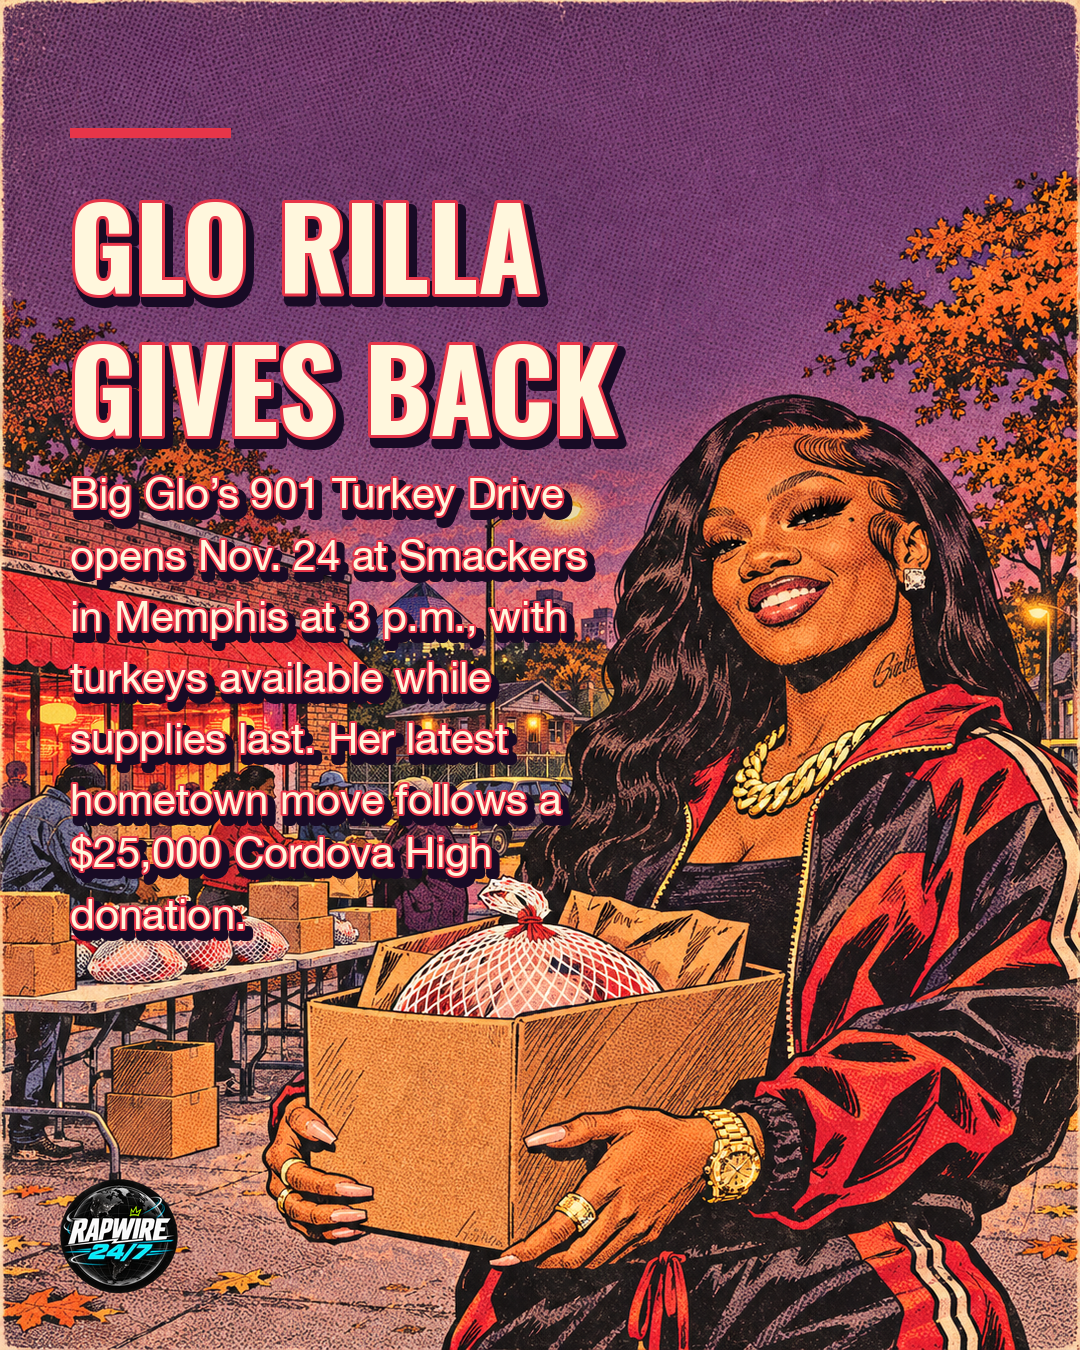 GLO RILLA
GIVES BACK
Big Glo’s 901 Turkey Drive
opens Nov. 24 at Smackers
in Memphis at 3 p.m., with
turkeys available while
supplies last. Her latest
hometown move follows a
$25,000 Cordova High
donation.
RAPWIRE
24/7